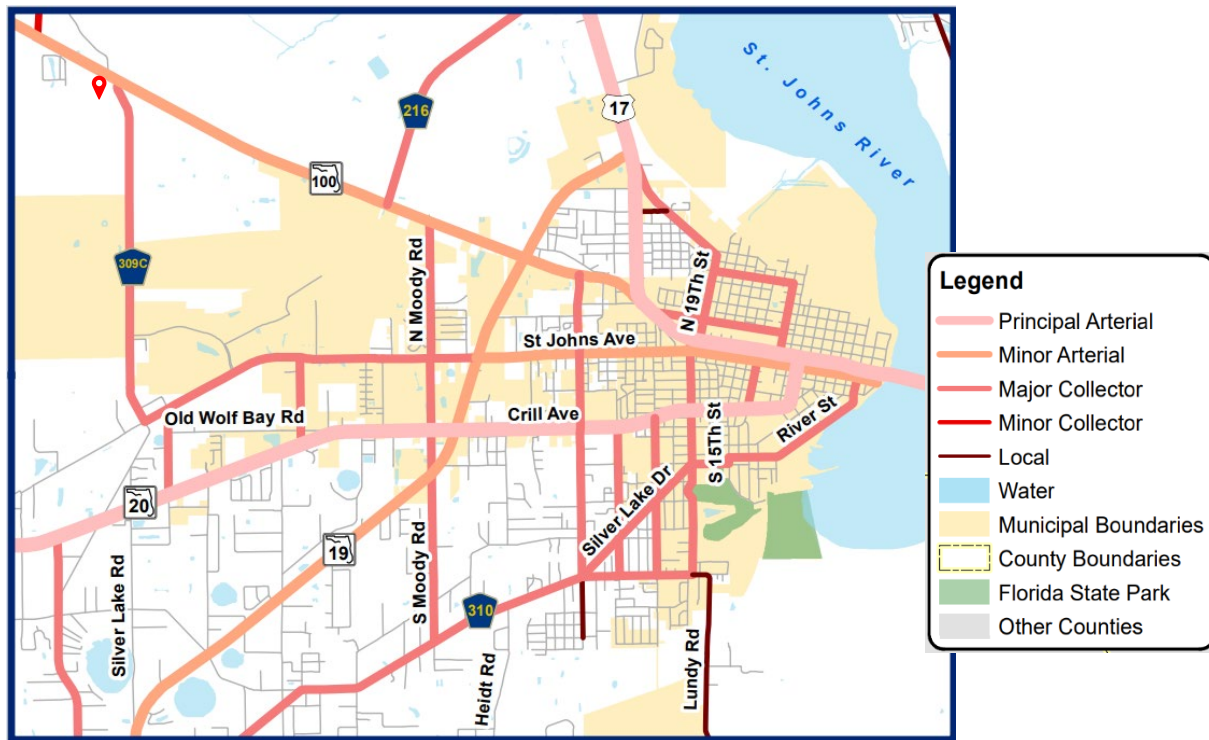 216
17
St. Johns River
100
309C
N Moody Rd
N 19Th St
St Johns Ave
Old Wolf Bay Rd
Crill Ave
S 15Th St
River St
20
19
Silver Lake Dr
Silver Lake Rd
S Moody Rd
310
Heidt Rd
Lundy Rd
Legend
Principal Arterial
Minor Arterial
Major Collector
Minor Collector
Local
Water
Municipal Boundaries
County Boundaries
Florida State Park
Other Counties